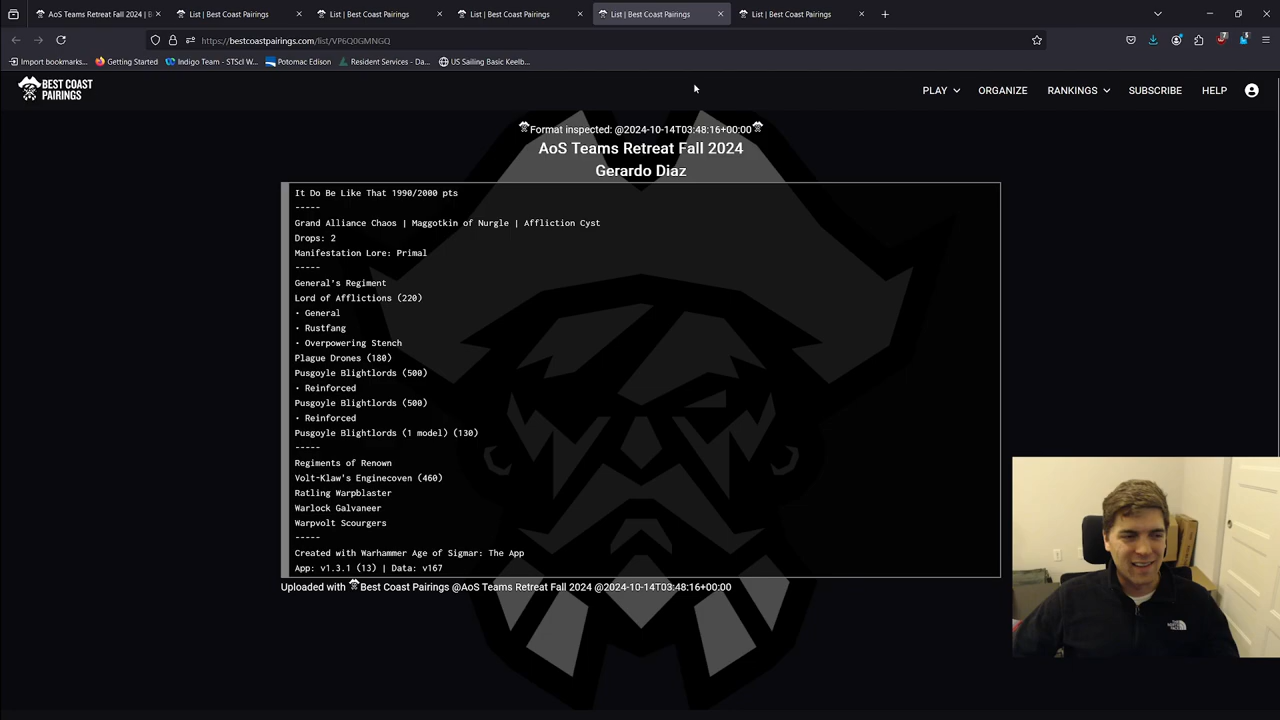 AoS Teams Retreat Fall 2024 | B
List | Best Coast Pairings
List | Best Coast Pairings
List | Best Coast Pairings
List | Best Coast Pairings
List | Best Coast Pairings
https://bestcoastpairings.com/list/VP6Q0GMNGQ
Import bookmarks...
Getting Started
Indigo Team - STScI W...
Potomac Edison
Resident Services - Da...
US Sailing Basic Keelb...
BEST COAST
PAIRINGS
PLAY
ORGANIZE
RANKINGS
SUBSCRIBE
HELP
Format inspected: @2024-10-14T03:48:16+00:00
AoS Teams Retreat Fall 2024
Gerardo Diaz
It Do Be Like That 1990/2000 pts
-----
Grand Alliance Chaos | Maggotkin of Nurgle | Affliction Cyst
Drops: 2
Manifestation Lore: Primal
-----
General's Regiment
Lord of Afflictions (220)
• General
• Rustfang
• Overpowering Stench
Plague Drones (180)
Pusgoyle Blightlords (500)
• Reinforced
Pusgoyle Blightlords (500)
• Reinforced
Pusgoyle Blightlords (1 model) (130)
-----
Regiments of Renown
Volt-Klaw's Enginecoven (460)
Ratling Warpblaster
Warlock Galvaneer
Warpvolt Scourgers
-----
Created with Warhammer Age of Sigmar: The App
App: v1.3.1 (13) | Data: v167
Uploaded with Best Coast Pairings @AoS Teams Retreat Fall 2024 @2024-10-14T03:48:16+00:00